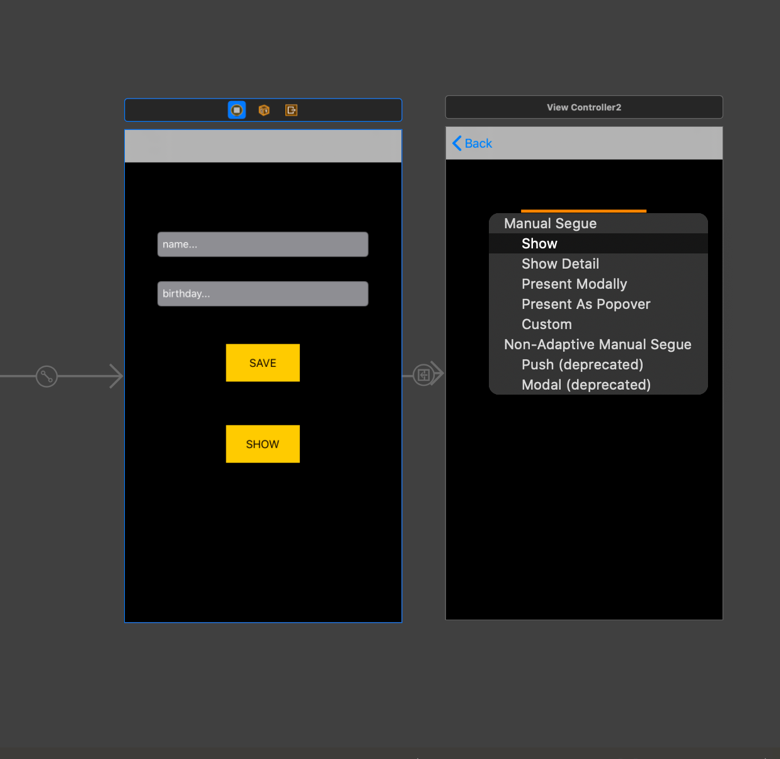 View Controller2
Back
name...
birthday...
SAVE
SHOW
Manual Segue
Show
Show Detail
Present Modally
Present As Popover
Custom
Non-Adaptive Manual Segue
Push (deprecated)
Modal (deprecated)